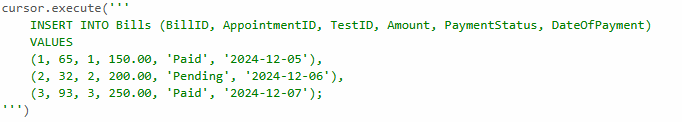 cursor.execute('''
    INSERT INTO Bills (BillID, AppointmentID, TestID, Amount, PaymentStatus, DateOfPayment)
    VALUES
    (1, 65, 1, 150.00, 'Paid', '2024-12-05'),
    (2, 32, 2, 200.00, 'Pending', '2024-12-06'),
    (3, 93, 3, 250.00, 'Paid', '2024-12-07');
''')